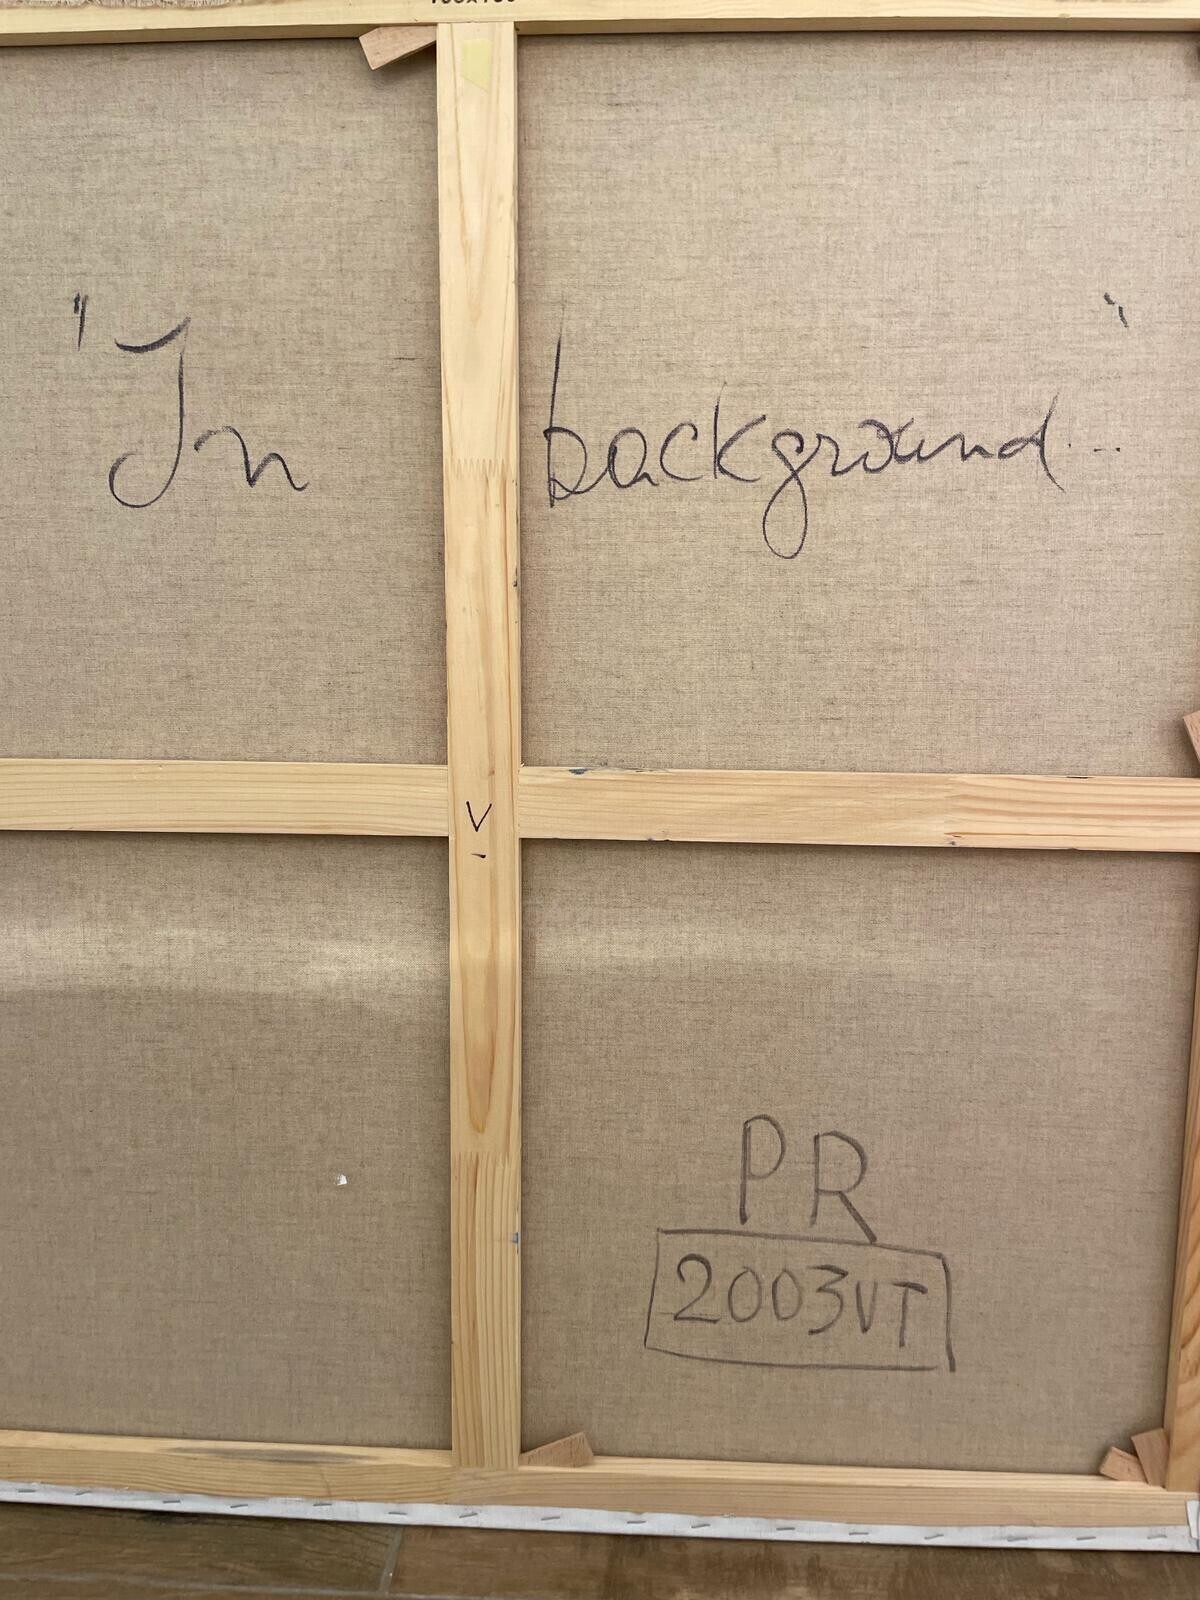 "In background..."
V
PR
2003VT